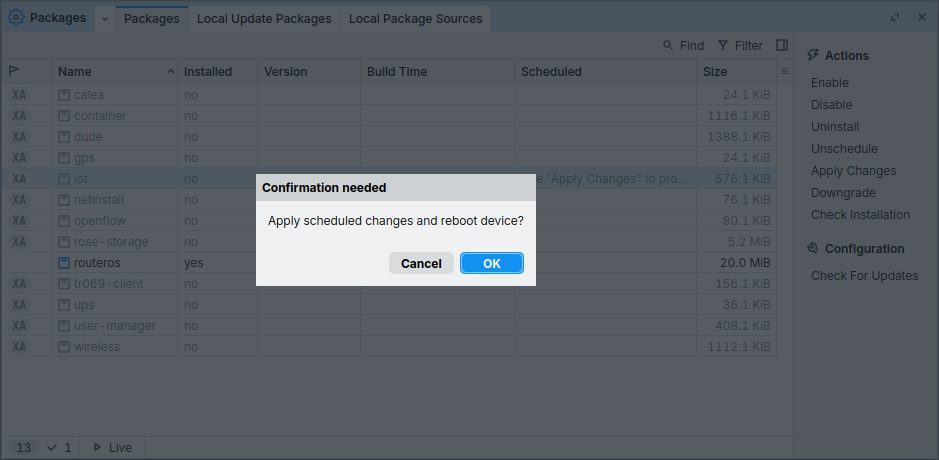 Packages Packages Local Update Packages Local Package Sources
Find Filter
Name Installed Version Build Time Scheduled Size
XA calea no 24.1 KiB
XA container no 1116.1 KiB
XA dude no 1388.1 KiB
XA gps no 24.1 KiB
XA iot no "Apply Changes" to pro... 576.1 KiB
XA netinstall no 76.1 KiB
XA openflow no 80.1 KiB
XA rose-storage no 5.2 MiB
routeros yes 20.0 MiB
XA tr069-client no 156.1 KiB
XA ups no 36.1 KiB
XA user-manager no 408.1 KiB
XA wireless no 1112.1 KiB
13 1 Live
Actions
Enable
Disable
Uninstall
Unschedule
Apply Changes
Downgrade
Check Installation
Configuration
Check For Updates
Confirmation needed
Apply scheduled changes and reboot device?
Cancel OK